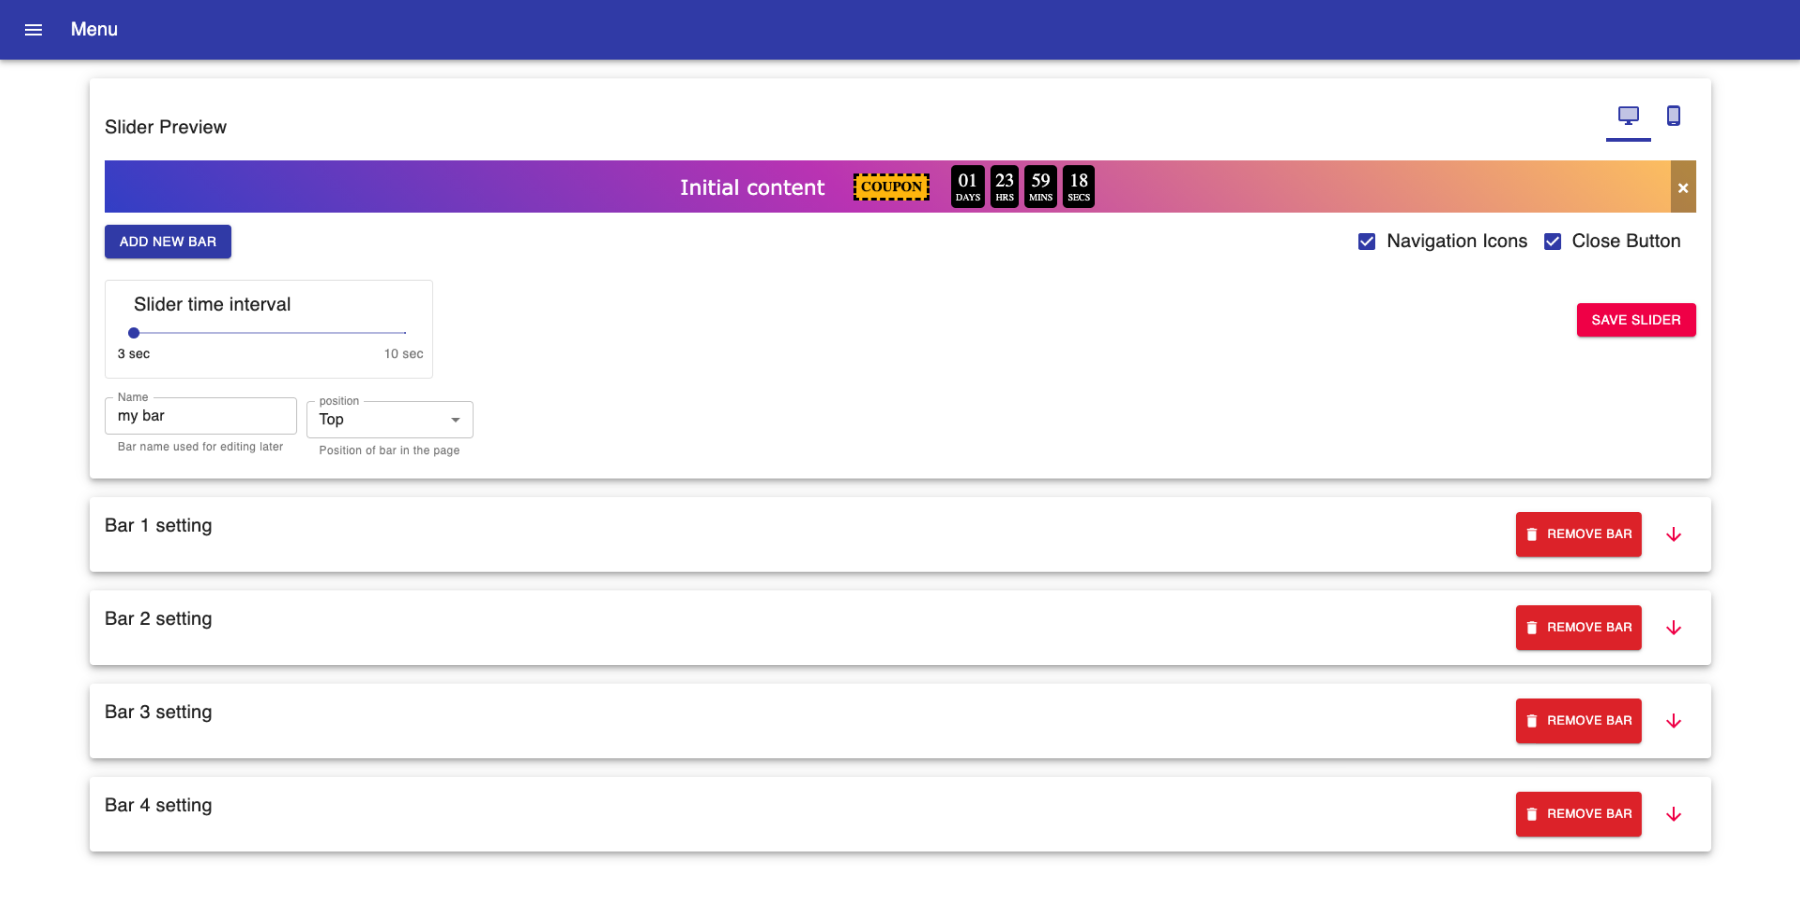 Menu
Slider Preview
Initial content COUPON 01 DAYS 23 HRS 59 MINS 18 SECS
ADD NEW BAR
Navigation Icons Close Button
Slider time interval
3 sec 10 sec
SAVE SLIDER
Name
my bar
Bar name used for editing later
position
Top
Position of bar in the page
Bar 1 setting REMOVE BAR
Bar 2 setting REMOVE BAR
Bar 3 setting REMOVE BAR
Bar 4 setting REMOVE BAR